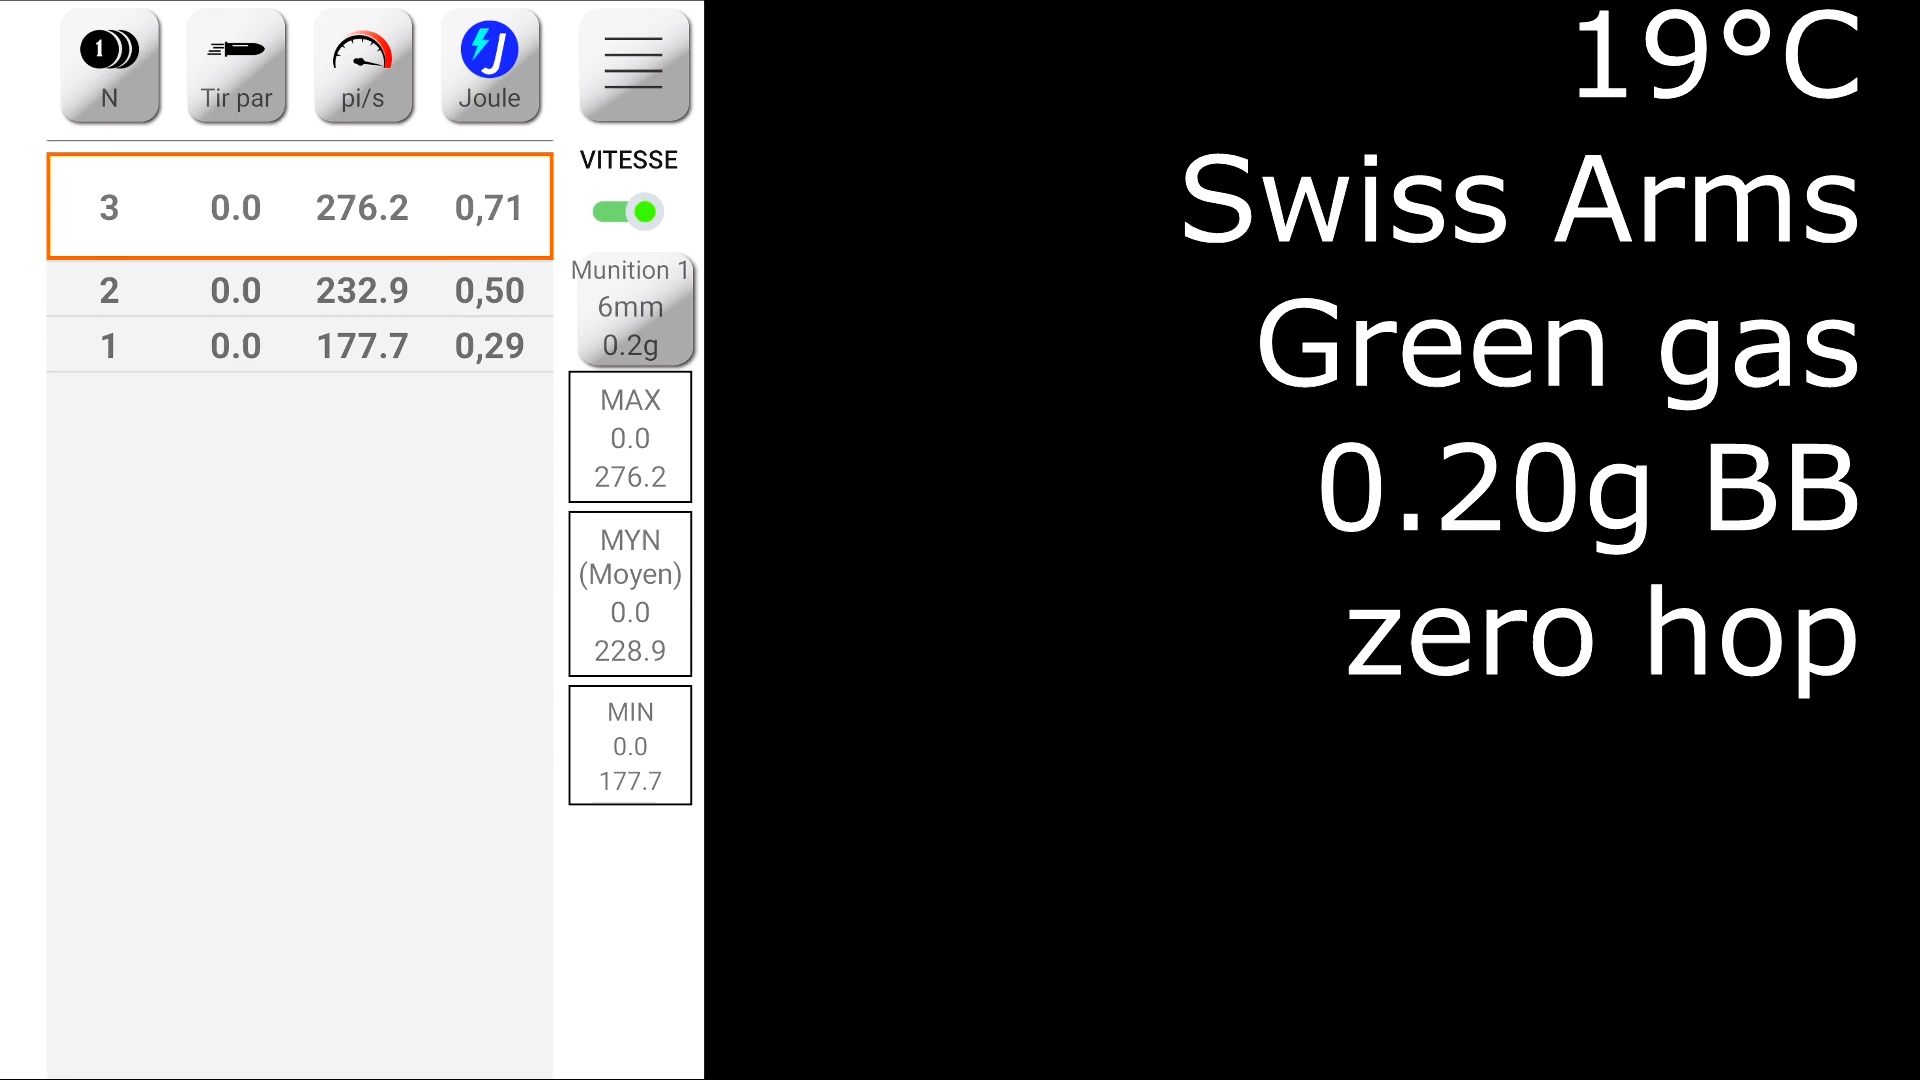 1
N
Tir par
pi/s
J
Joule
3 0.0 276.2 0,71
2 0.0 232.9 0,50
1 0.0 177.7 0,29
VITESSE
Munition 1
6mm
0.2g
MAX
0.0
276.2
MYN
(Moyen)
0.0
228.9
MIN
0.0
177.7
19°C
Swiss Arms
Green gas
0.20g BB
zero hop